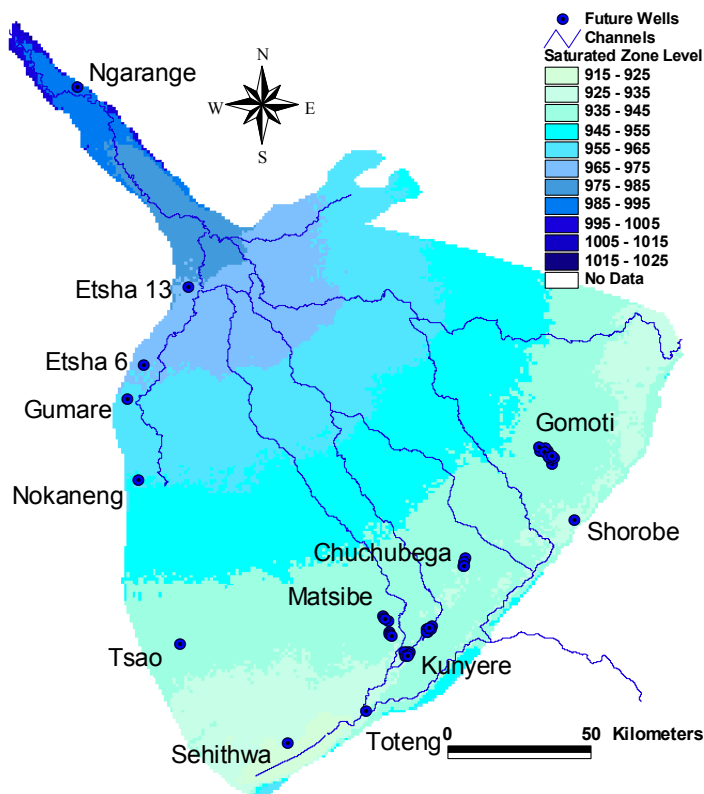 Future Wells
Channels
Saturated Zone Level
915 - 925
925 - 935
935 - 945
945 - 955
955 - 965
965 - 975
975 - 985
985 - 995
995 - 1005
1005 - 1015
1015 - 1025
No Data
N
W E
S
Ngarange
Etsha 13
Etsha 6
Gumare
Gomoti
Nokaneng
Shorobe
Chuchubega
Matsibe
Tsao
Kunyere
Toteng
Sehithwa
0 50 Kilometers